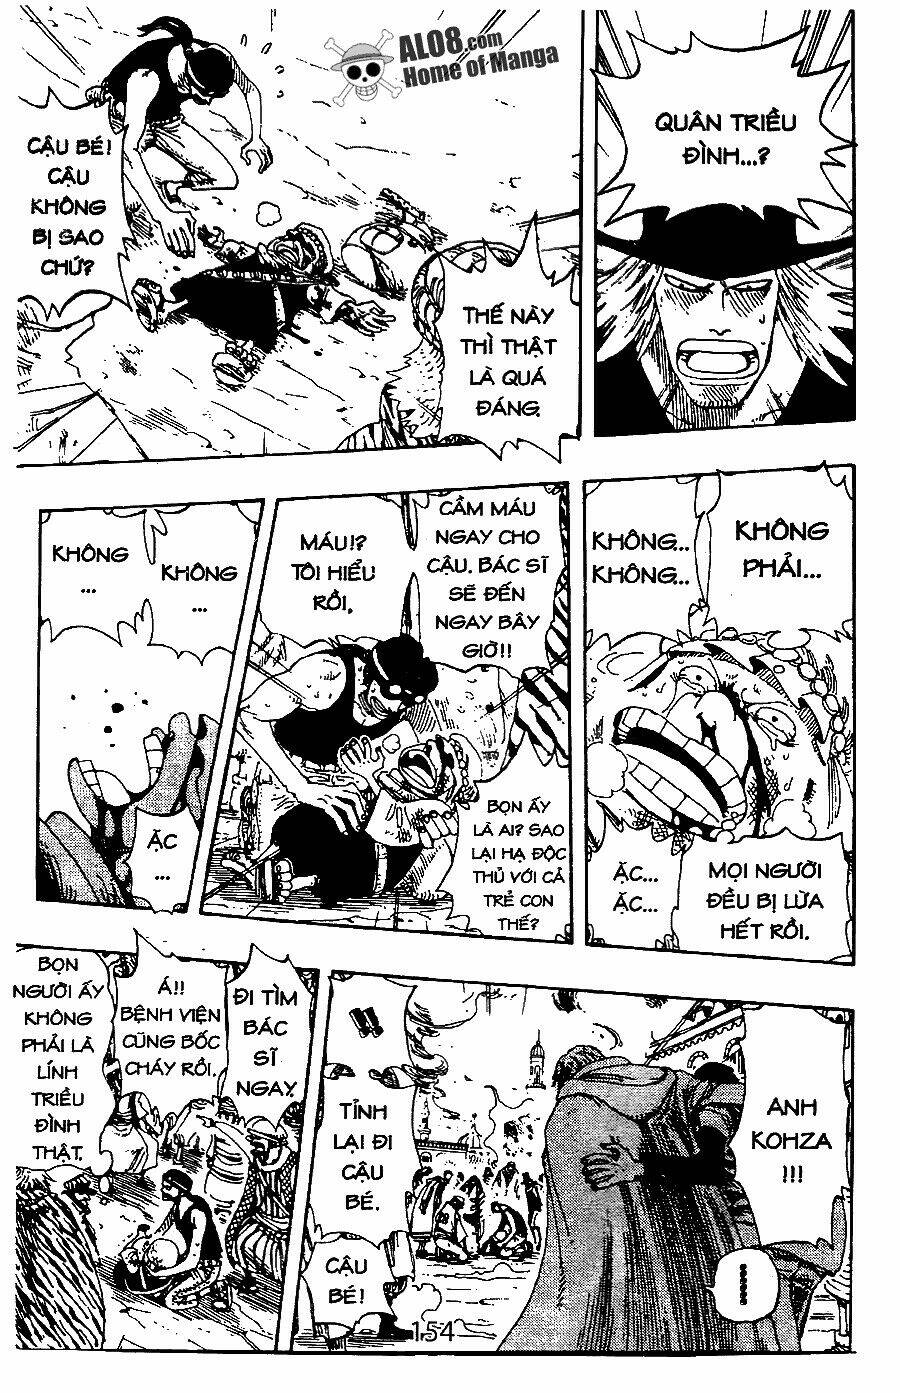 AL08.com
Home of Manga
QUÂN TRIỀU
ĐÌNH...?
THẾ NÀY
THÌ THẬT
LÀ QUÁ
ĐÁNG.
CẬU BÉ!
CẬU
KHÔNG
BỊ SAO
CHỨ?
KHÔNG
PHẢI...
KHÔNG...
KHÔNG...
MỌI NGƯỜI
ĐỀU BỊ LỪA
HẾT RỒI.
ẶC...
ẶC...
CẦM MÁU
NGAY CHO
CẬU. BÁC SĨ
SẼ ĐẾN
NGAY BÂY
GIỜ!!
MÁU!?
TÔI HIỂU
RỒI.
BỌN ẤY
LÀ AI? SAO
LẠI HẠ ĐỘC
THỦ VỚI CẢ
TRẺ CON
THẾ?
KHÔNG
...
KHÔNG
...
ẶC
...
ANH
KOHZA
!!!
......
!!
TỈNH
LẠI ĐI
CẬU
BÉ.
CẬU
BÉ!
ĐI TÌM
BÁC
SĨ
NGAY.
Á!!
BỆNH VIỆN
CŨNG BỐC
CHÁY RỒI.
BỌN
NGƯỜI ẤY
KHÔNG
PHẢI LÀ
LÍNH
TRIỀU
ĐÌNH
THẬT.
154